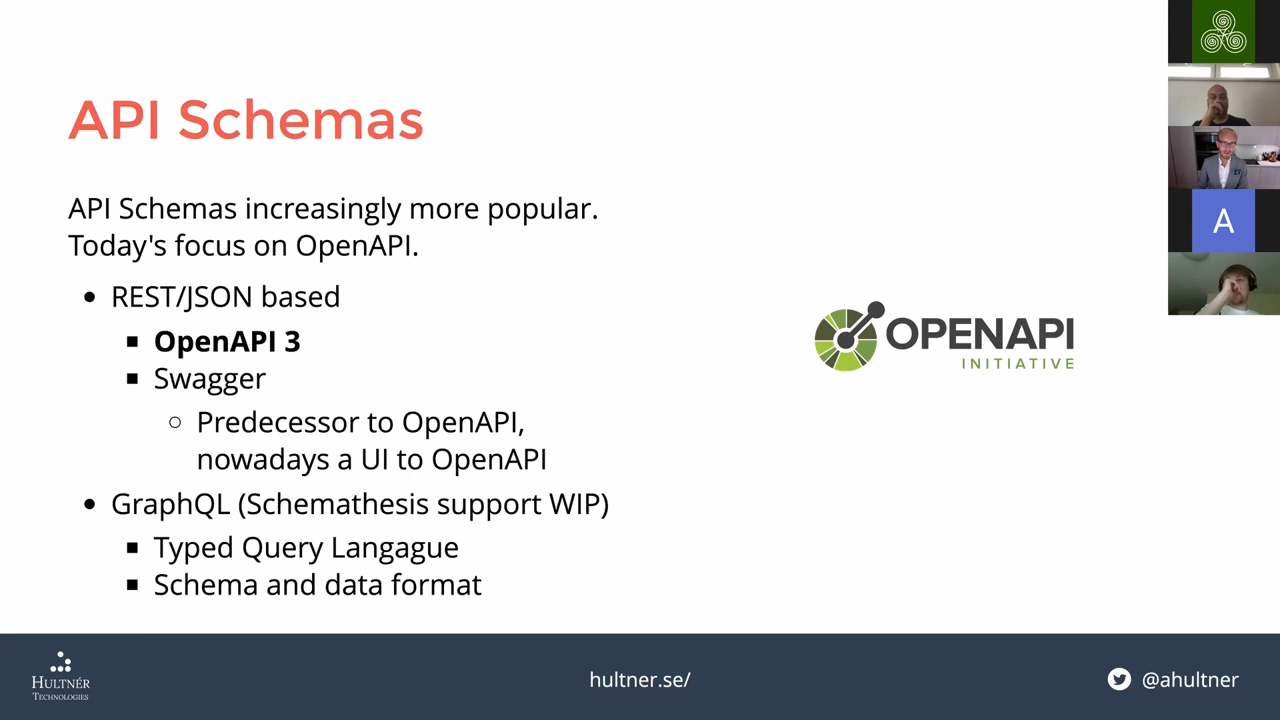 API Schemas
API Schemas increasingly more popular.
Today's focus on OpenAPI.
REST/JSON based
OpenAPI 3
Swagger
Predecessor to OpenAPI,
nowadays a UI to OpenAPI
GraphQL (Schemathesis support WIP)
Typed Query Langague
Schema and data format
OPENAPI
INITIATIVE
A
HULTNÉR
TECHNOLOGIES
hultner.se/
@ahultner